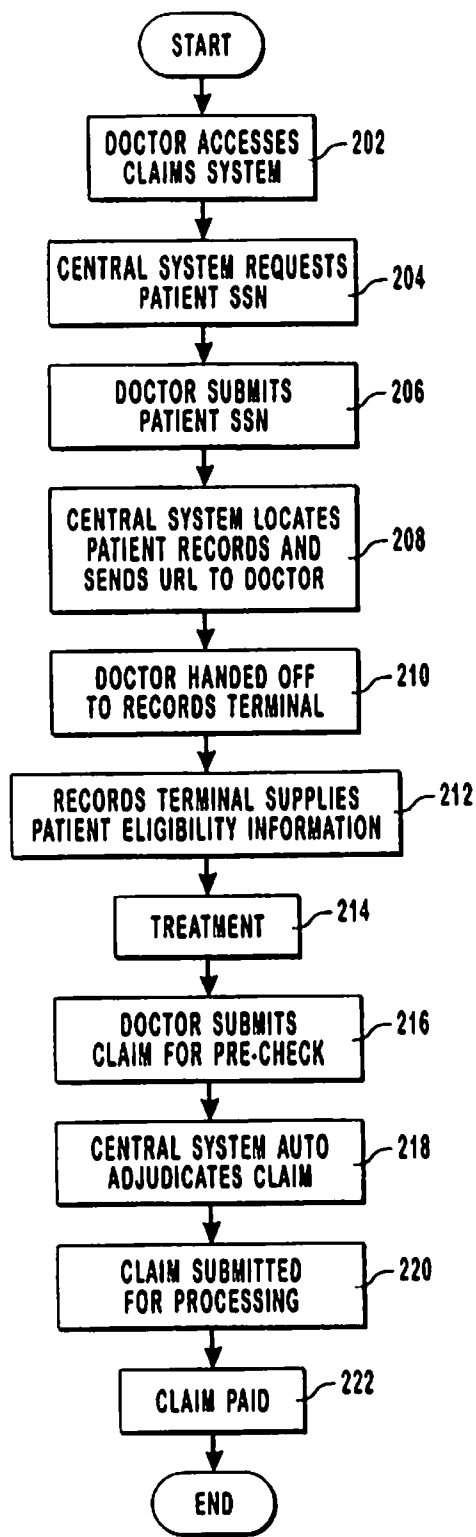 START
DOCTOR ACCESSES
CLAIMS SYSTEM
202
CENTRAL SYSTEM REQUESTS
PATIENT SSN
204
DOCTOR SUBMITS
PATIENT SSN
206
CENTRAL SYSTEM LOCATES
PATIENT RECORDS AND
SENDS URL TO DOCTOR
208
DOCTOR HANDED OFF
TO RECORDS TERMINAL
210
RECORDS TERMINAL SUPPLIES
PATIENT ELIGIBILITY INFORMATION
212
TREATMENT
214
DOCTOR SUBMITS
CLAIM FOR PRE-CHECK
216
CENTRAL SYSTEM AUTO
ADJUDICATES CLAIM
218
CLAIM SUBMITTED
FOR PROCESSING
220
CLAIM PAID
222
END